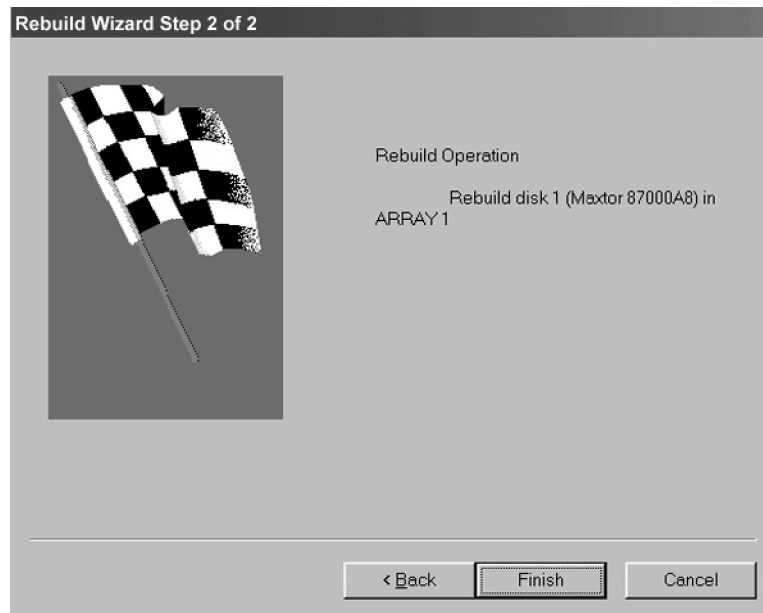 Rebuild Wizard Step 2 of 2
Rebuild Operation
Rebuild disk 1 (Maxtor 87000A8) in
ARRAY 1
< Back
Finish
Cancel